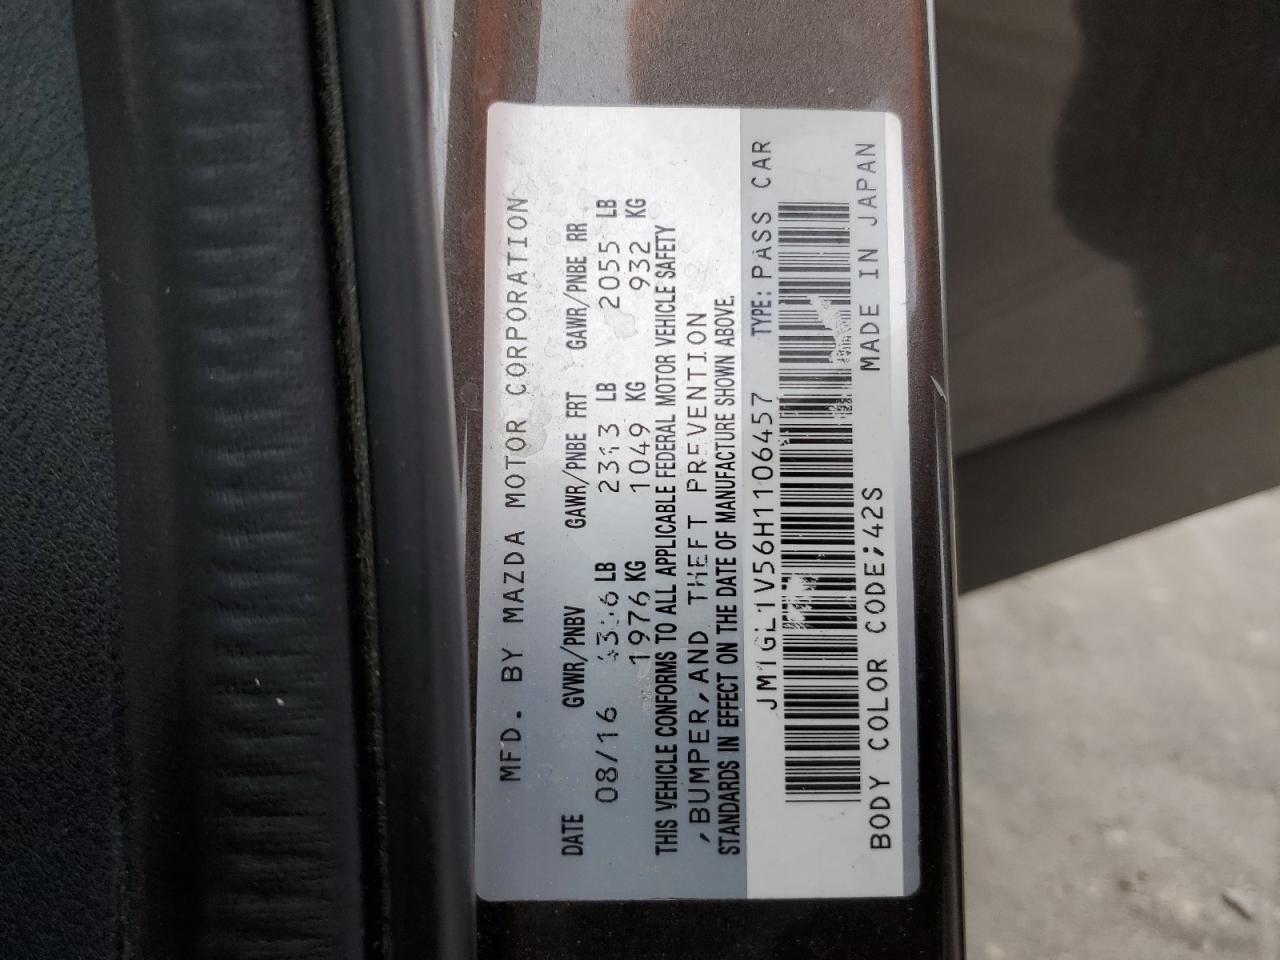 MFD. BY MAZDA MOTOR CORPORATION
DATE GVWR/PNBV GAWR/PNBE FRT GAWR/PNBE RR
08/16 4356 LB 2313 LB 2055 LB
1976 KG 1049 KG 932 KG
THIS VEHICLE CONFORMS TO ALL APPLICABLE FEDERAL MOTOR VEHICLE SAFETY
,BUMPER,AND THEFT PREVENTION
STANDARDS IN EFFECT ON THE DATE OF MANUFACTURE SHOWN ABOVE.
JM1GL1V56H1106457 TYPE: PASS CAR
BODY COLOR CODE;42S MADE IN JAPAN